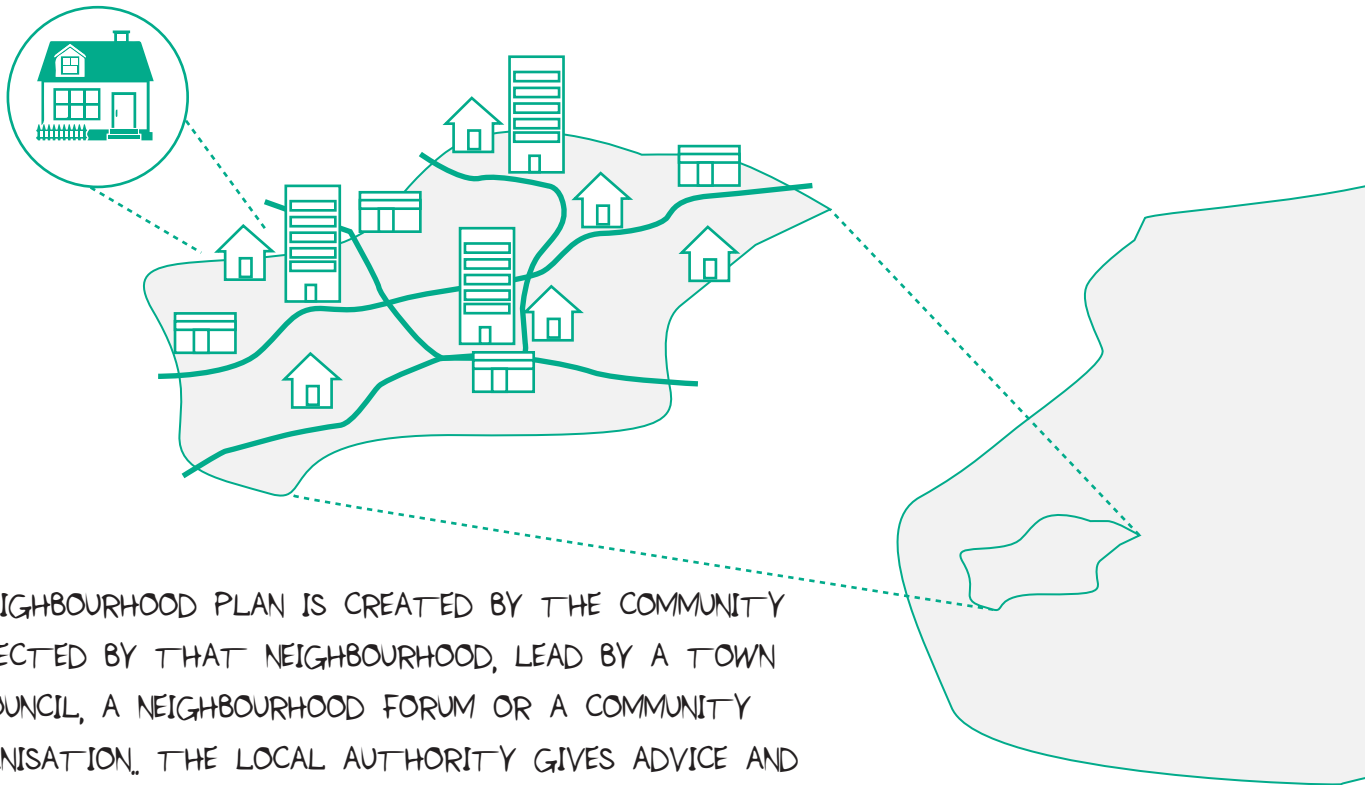 IGHBOURHOOD PLAN IS CREATED BY THE COMMUNITY
ECTED BY THAT NEIGHBOURHOOD, LEAD BY A TOWN
OUNCIL, A NEIGHBOURHOOD FORUM OR A COMMUNITY
NISATION.. THE LOCAL AUTHORITY GIVES ADVICE AND